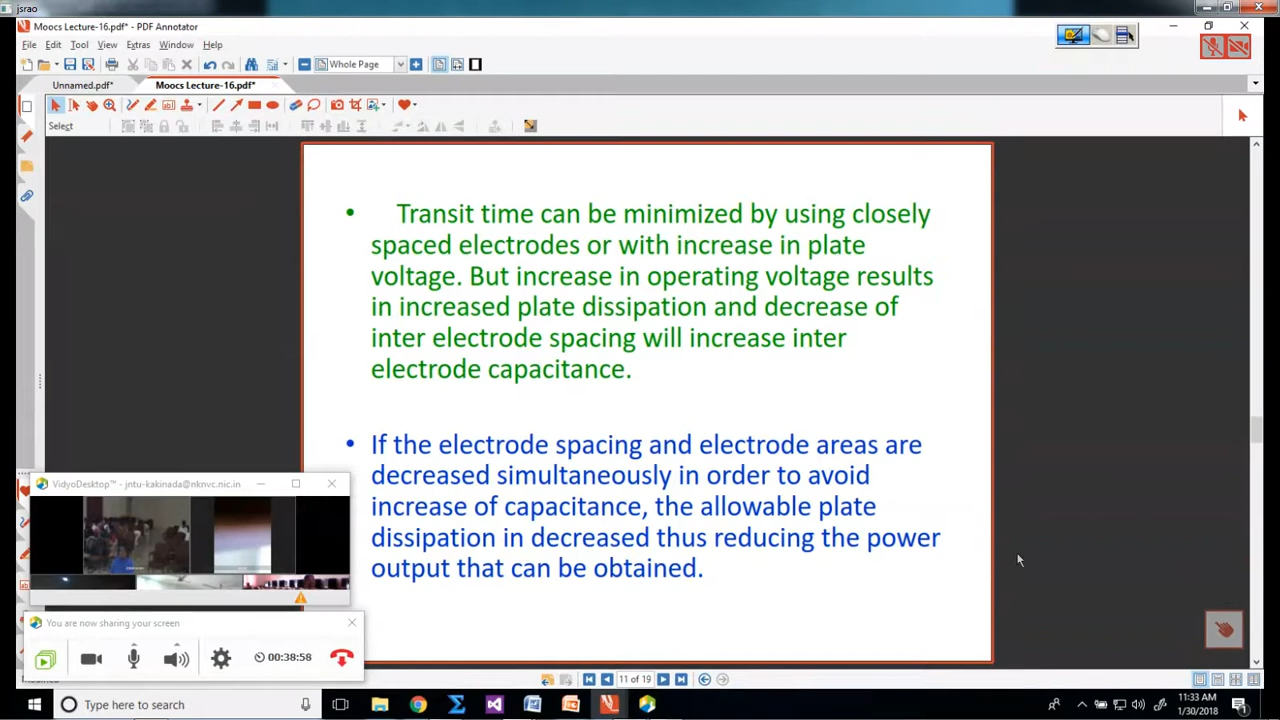 jsrao
Moocs Lecture-16.pdf* - PDF Annotator
File Edit Tool View Extras Window Help
Whole Page
Unnamed.pdf* Moocs Lecture-16.pdf*
Select
• Transit time can be minimized by using closely
spaced electrodes or with increase in plate
voltage. But increase in operating voltage results
in increased plate dissipation and decrease of
inter electrode spacing will increase inter
electrode capacitance.
• If the electrode spacing and electrode areas are
decreased simultaneously in order to avoid
increase of capacitance, the allowable plate
dissipation in decreased thus reducing the power
output that can be obtained.
VidyoDesktop™ - jntu-kakinada@nknvc.nic.in
You are now sharing your screen
00:38:58
11 of 19
Type here to search
11:33 AM
1/30/2018